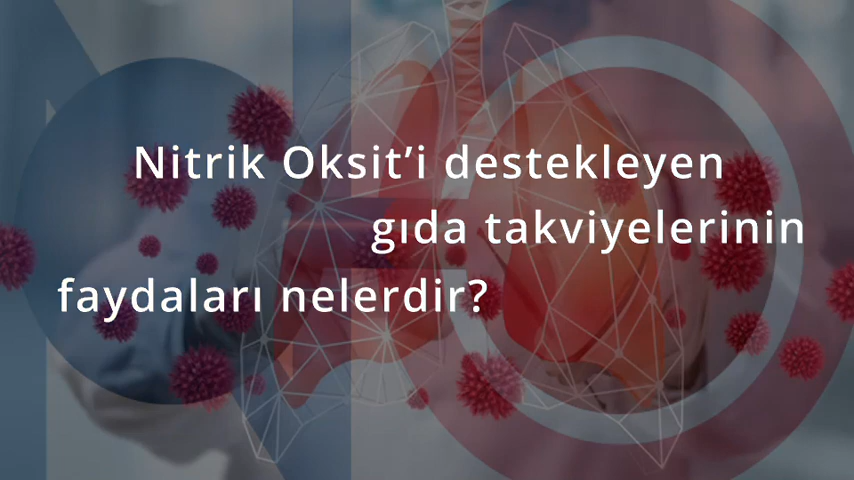 Nitrik Oksit’i destekleyen
gıda takviyelerinin
faydaları nelerdir?